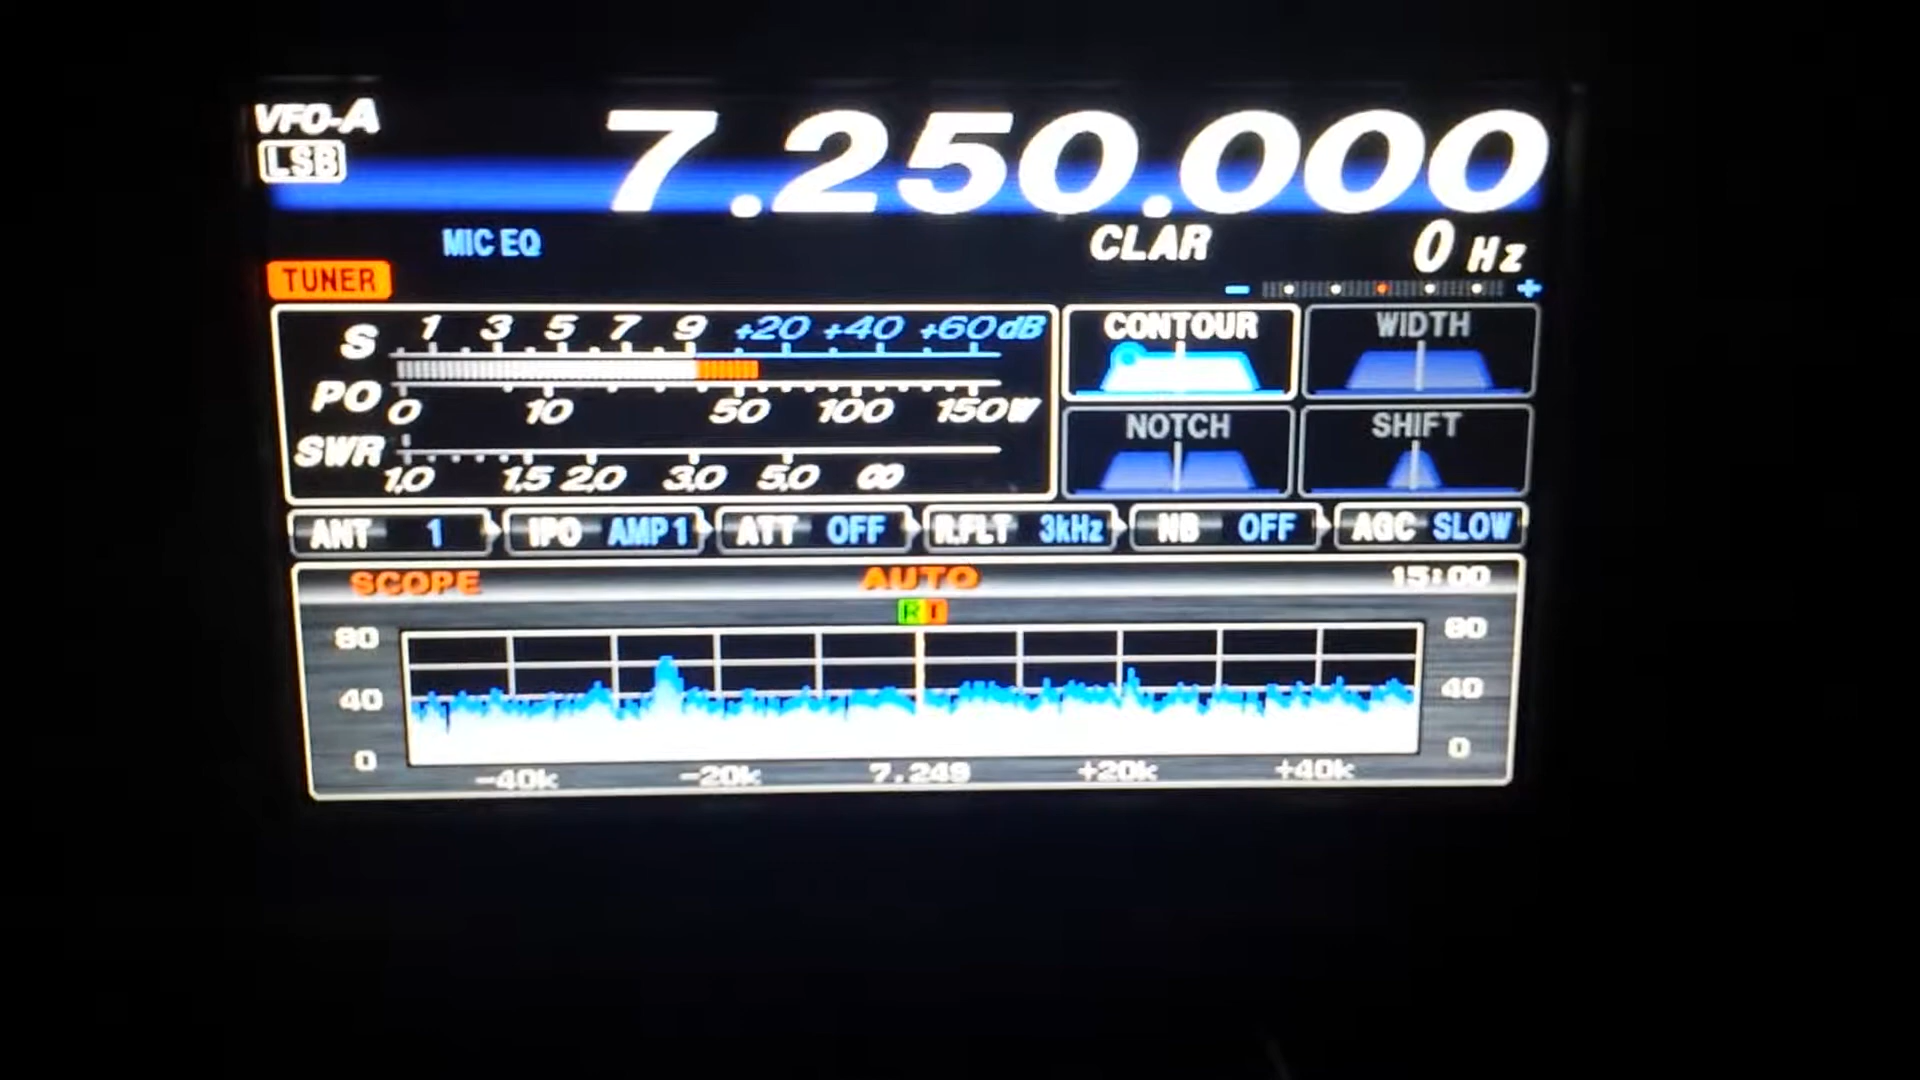 VFO-A 7.250.000
LSB
MIC EQ CLAR 0 Hz
TUNER - +
S 1 3 5 7 9 +20 +40 +60dB
PO 0 10 50 100 150W
SWR 1.0 1.5 2.0 3.0 5.0 ∞
CONTOUR WIDTH
NOTCH SHIFT
ANT 1 IPO AMP1 ATT OFF R.FLT 3kHz NB OFF AGC SLOW
SCOPE AUTO 15:00
R T
80 80
40 40
0 0
-40k -20k 7.249 +20k +40k